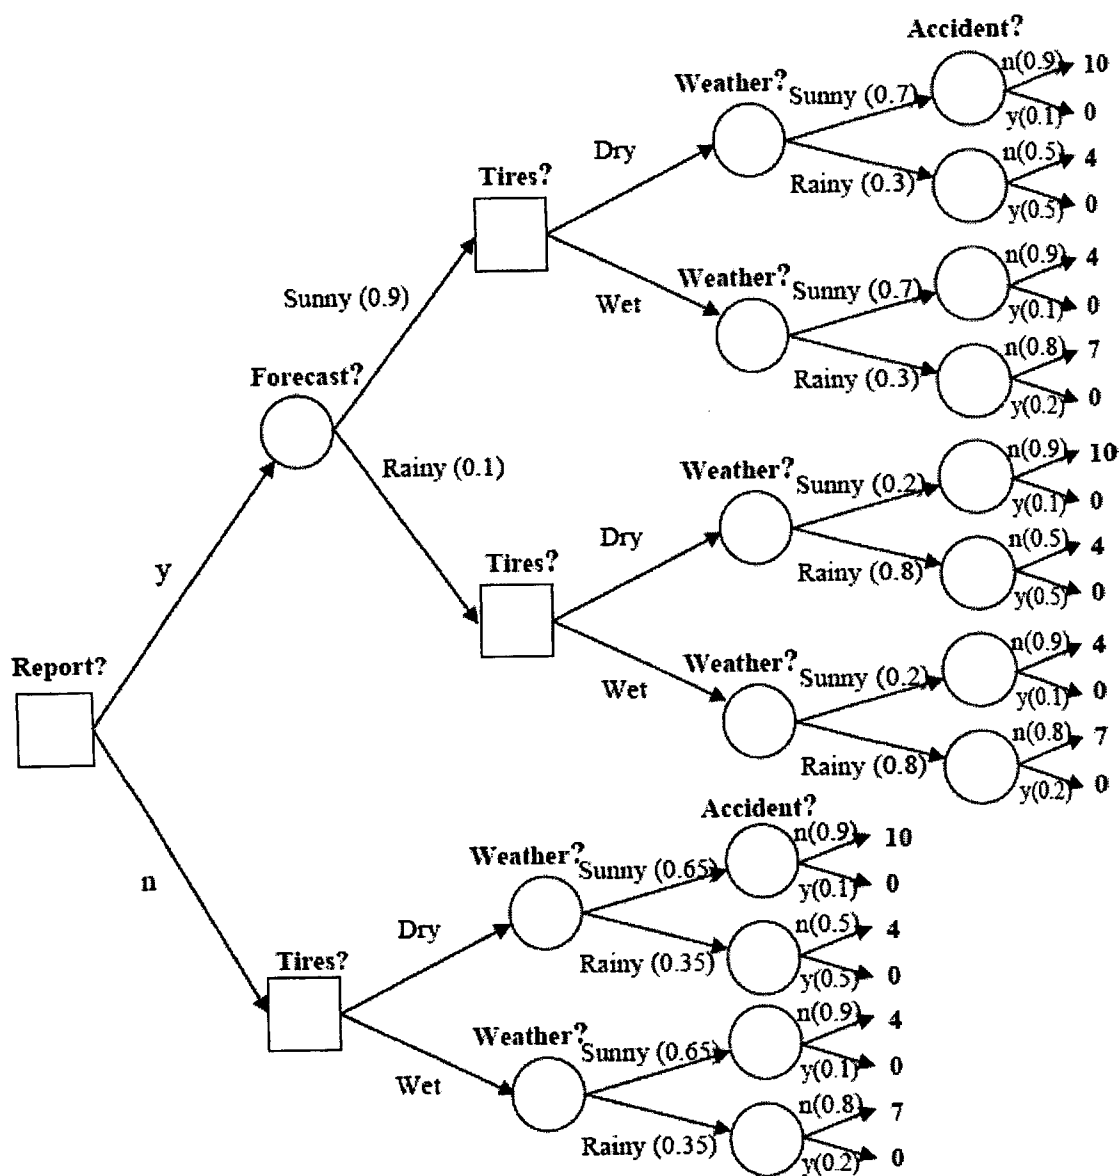 Accident?
n(0.9) 10
Weather?
Sunny (0.7)
y(0.1) 0
Dry
n(0.5) 4
Tires?
Rainy (0.3)
y(0.5) 0
n(0.9) 4
Weather?
Sunny (0.7)
Sunny (0.9)
Wet
y(0.1) 0
n(0.8) 7
Forecast?
Rainy (0.3)
y(0.2) 0
Rainy (0.1)
n(0.9) 10
Weather?
Sunny (0.2)
y(0.1) 0
Dry
n(0.5) 4
y
Tires?
Rainy (0.8)
y(0.5) 0
n(0.9) 4
Report?
Weather?
Sunny (0.2)
Wet
y(0.1) 0
n(0.8) 7
Rainy (0.8)
y(0.2) 0
Accident?
n(0.9) 10
Weather?
Sunny (0.65)
n
y(0.1) 0
Dry
n(0.5) 4
Tires?
Rainy (0.35)
y(0.5) 0
n(0.9) 4
Weather?
Sunny (0.65)
Wet
y(0.1) 0
n(0.8) 7
Rainy (0.35)
y(0.2) 0